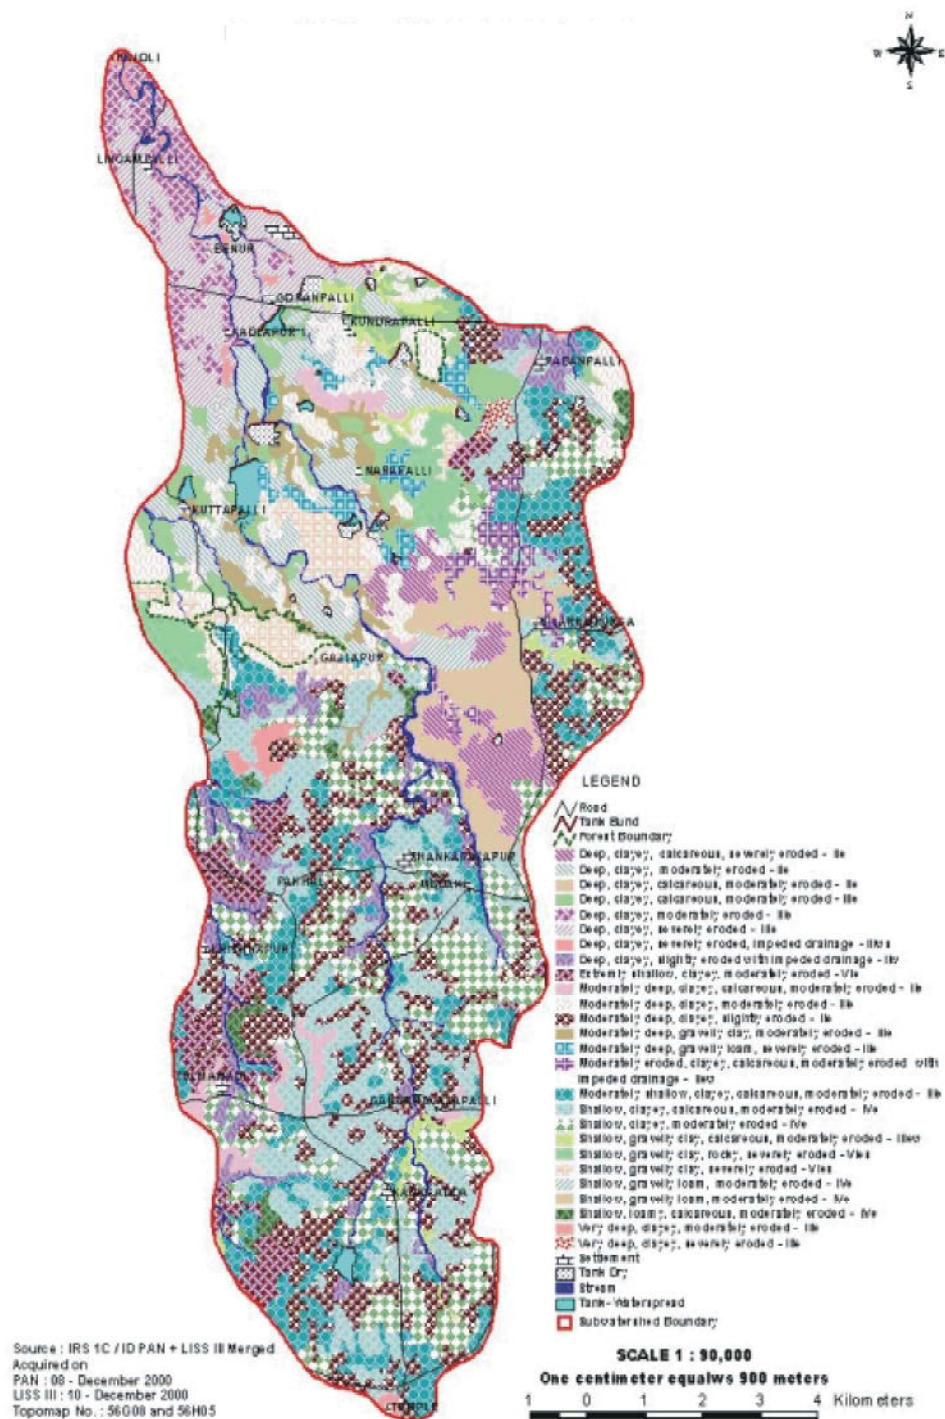 N
W E
S
LINGAMPALLI
BENUR
GOPANPALLI
KUNDRAPALLI
PADANPALLI
NARAPALLI
KUTTAPALLI
GAJIAPUR
LEGEND
Road
Tank Bund
Forest Boundary
Deep, clayey, calcareous, severely eroded - IIe
Deep, clayey, moderately eroded - IIe
Deep, clayey, calcareous, moderately eroded - IIe
Deep, clayey, calcareous, moderately eroded - IIe
Deep, clayey, moderately eroded - IIIe
SHANKARAJAPUR
Deep, clayey, severely eroded - IIIe
Deep, clayey, severely eroded, impeded drainage - IIws
PAKHAL
Deep, clayey, slightly eroded with impeded drainage - IIw
Extremly shallow, clayey, moderately eroded - VIe
Moderately deep, clayey, calcareous, moderately eroded - IIe
Moderately deep, clayey, moderately eroded - IIe
Moderately deep, clayey, slightly eroded - IIe
Moderately deep, gravelly clay, moderately eroded - IIIe
Moderately deep, gravelly loam, severely eroded - IIIe
Moderately eroded, clayey, calcareous, moderately eroded with
impeded drainage - IIew
Moderately shallow, clayey, calcareous, moderately eroded - IIIe
Shallow, clayey, calcareous, moderately eroded - IVe
Shallow, clayey, moderately eroded - IVe
Shallow, gravelly clay, calcareous, moderately eroded - IIIew
Shallow, gravelly clay, rocky, severely eroded - VIes
Shallow, gravelly clay, severely eroded - VIes
Shallow, gravelly loam, moderately eroded - IVe
Shallow, gravelly loam, moderately eroded - IVe
Shallow, loamy, calcareous, moderately eroded - IVe
Very deep, clayey, moderately eroded - IIIe
Very deep, clayey, severely eroded - IIIe
Settlement
Tank Dry
Stream
Tank-Waterspread
Subwatershed Boundary
TEMPLE
Source : IRS 1C / ID PAN + LISS III Merged
Acquired on
PAN : 08 - December 2000
LISS III : 10 - December 2000
Topomap No. : 56G08 and 56H05
SCALE 1 : 90,000
One centimeter equalws 900 meters
1 0 1 2 3 4 Kilometers